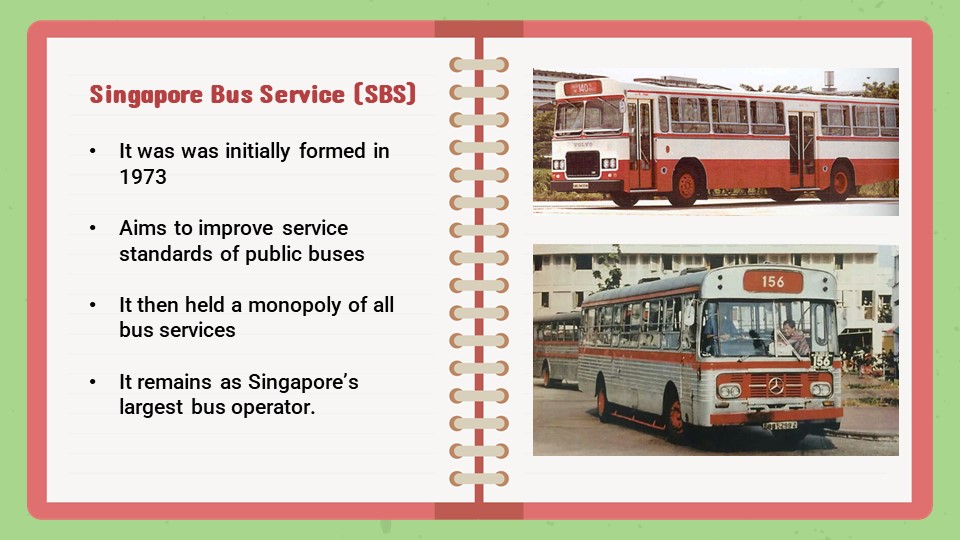 Singapore Bus Service (SBS)
• It was was initially formed in
1973
• Aims to improve service
standards of public buses
• It then held a monopoly of all
bus services
• It remains as Singapore's
largest bus operator.
140
VOLVO
156
156